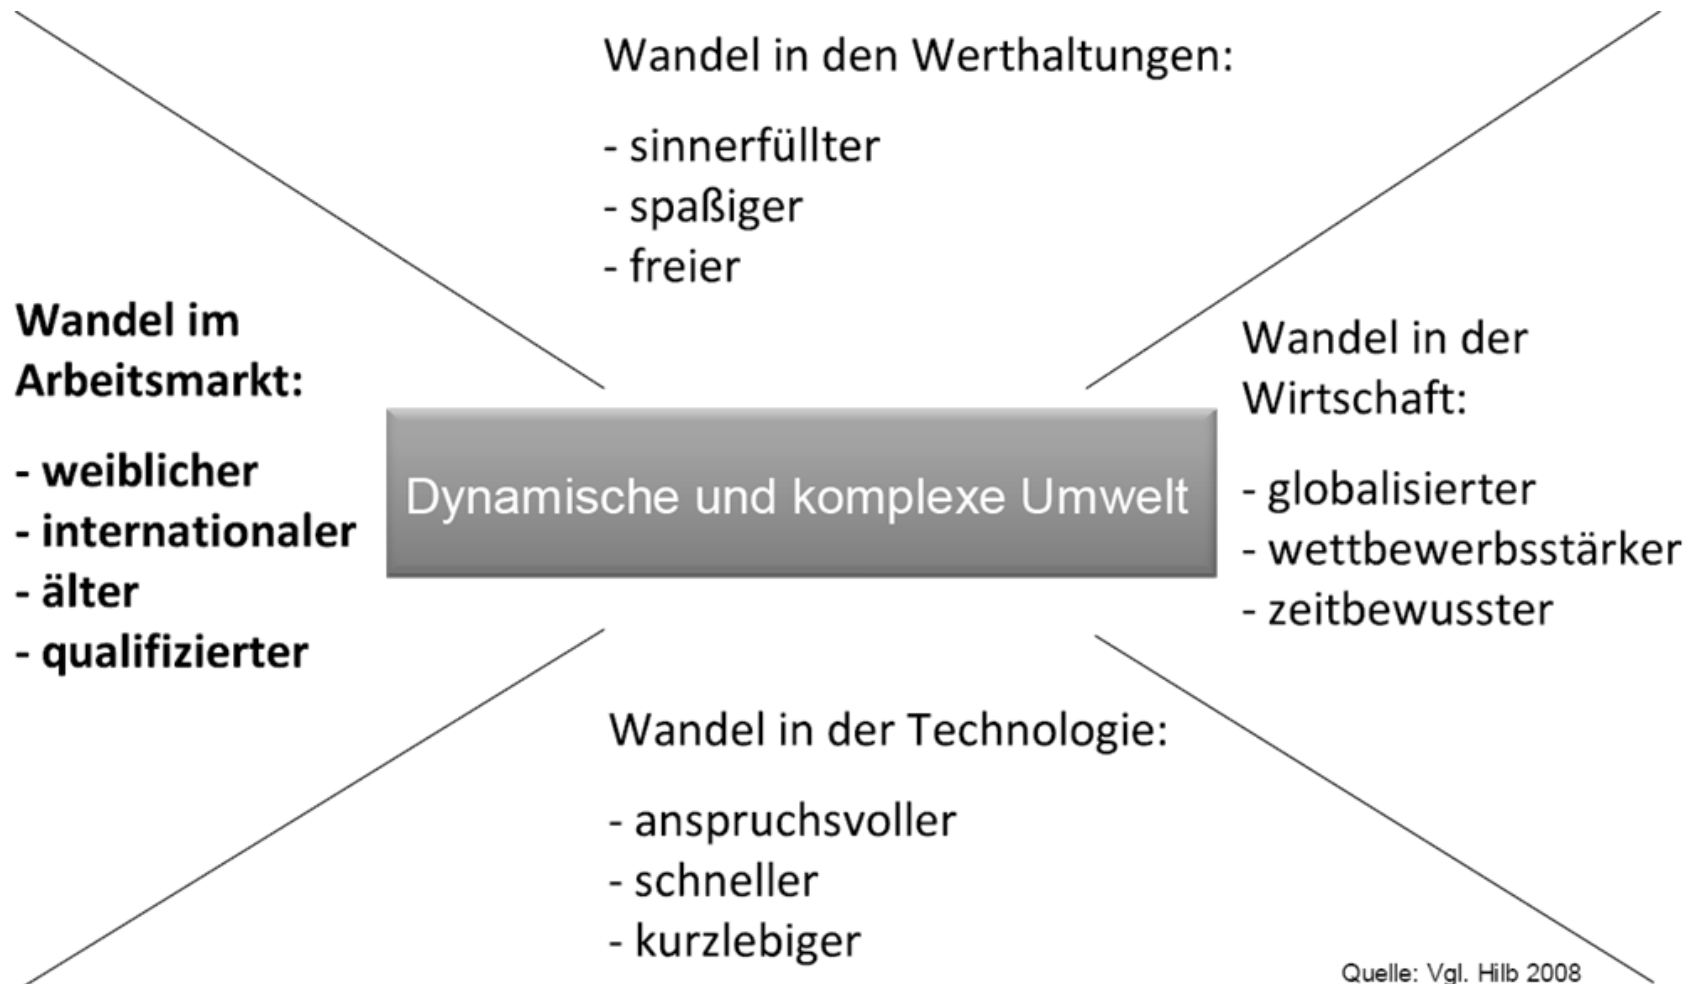 Wandel in den Werthaltungen:
- sinnerfüllter
- spaßiger
- freier
Wandel im
Arbeitsmarkt:
- weiblicher
- internationaler
- älter
- qualifizierter
Dynamische und komplexe Umwelt
Wandel in der
Wirtschaft:
- globalisierter
- wettbewerbsstärker
- zeitbewusster
Wandel in der Technologie:
- anspruchsvoller
- schneller
- kurzlebiger
Quelle: Vgl. Hilb 2008